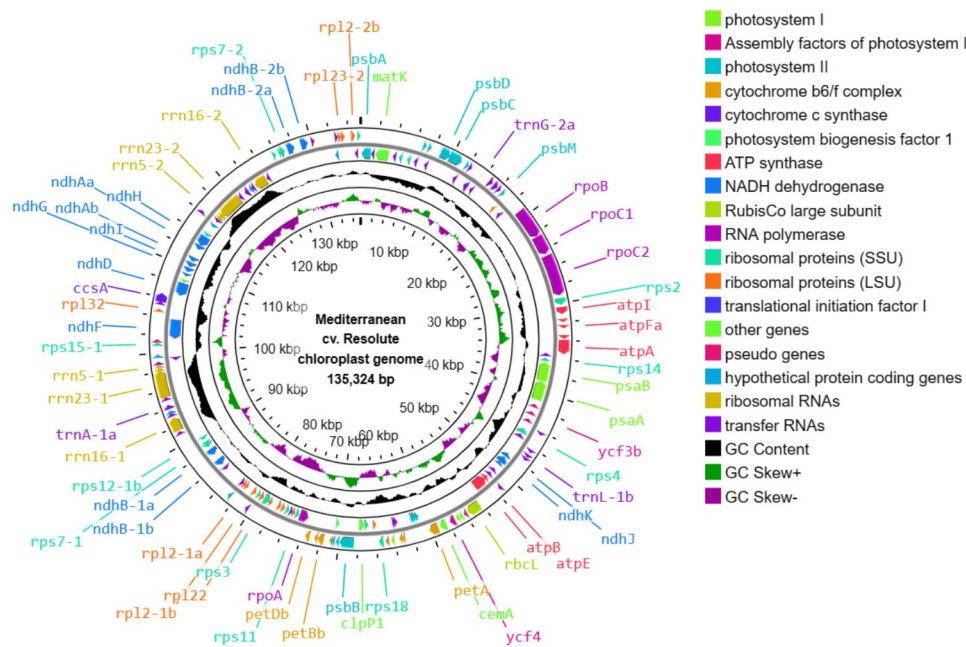 rpl2-2b
rps7-2
psbA
ndhB-2b
rpl23-2
matK
ndhB-2a
psbD
psbC
rrn16-2
trnG-2a
psbM
rrn23-2
rrn5-2
ndhAa
ndhH
rpoB
ndhG
ndhAb
rpoC1
ndhI
rpoC2
ndhD
ccsA
rps2
rpl32
atpI
ndhF
atpFa
rps15-1
atpA
rps14
rrn5-1
psaB
rrn23-1
psaA
trnA-1a
ycf3b
rrn16-1
rps4
rps12-1b
trnL-1b
ndhB-1a
ndhK
rps7-1
ndhB-1b
ndhJ
rpl2-1a
atpB
rps3
rbcL
atpE
rpl22
rpoA
psbB
rps18
petA
rpl2-1b
petDb
cemA
rps11
petBb
clpP1
ycf4
130 kbp
10 kbp
120 kbp
20 kbp
110 kbp
30 kbp
100 kbp
40 kbp
90 kbp
50 kbp
80 kbp
70 kbp
60 kbp
Mediterranean
cv. Resolute
chloroplast genome
135,324 bp
photosystem I
Assembly factors of photosystem I
photosystem II
cytochrome b6/f complex
cytochrome c synthase
photosystem biogenesis factor 1
ATP synthase
NADH dehydrogenase
RubisCo large subunit
RNA polymerase
ribosomal proteins (SSU)
ribosomal proteins (LSU)
translational initiation factor I
other genes
pseudo genes
hypothetical protein coding genes
ribosomal RNAs
transfer RNAs
GC Content
GC Skew+
GC Skew-